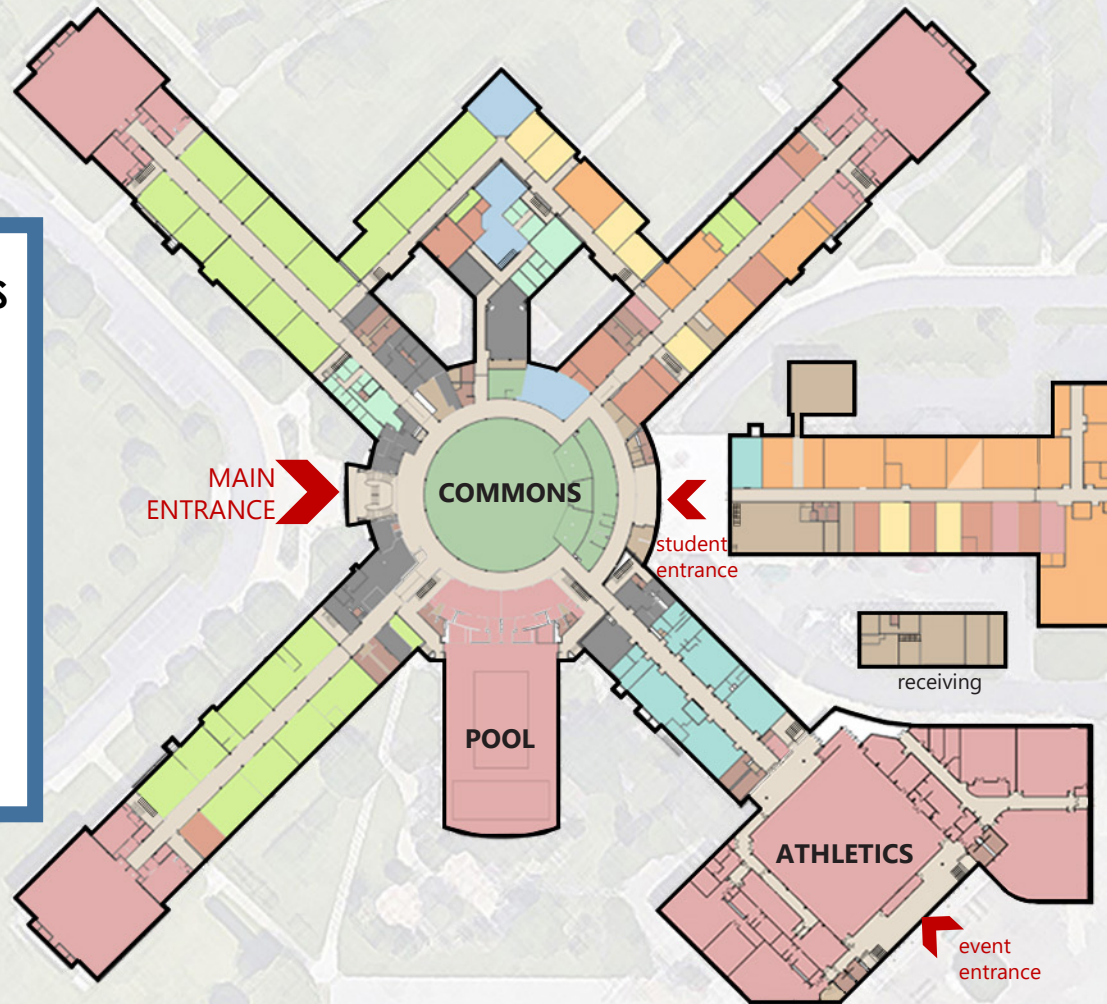 S
MAIN
ENTRANCE
COMMONS
student
entrance
receiving
POOL
ATHLETICS
event
entrance